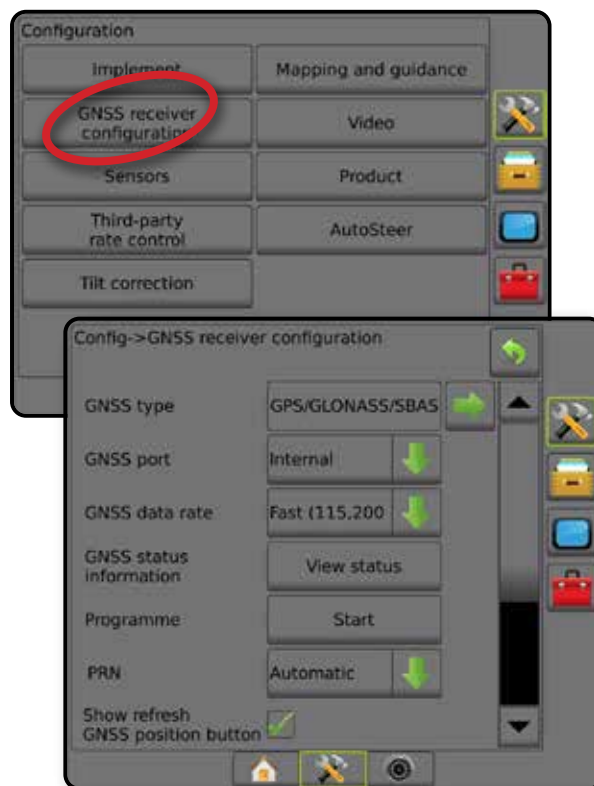 Configuration
Implement
Mapping and guidance
GNSS receiver
configuration
Video
Sensors
Product
Third-party
rate control
AutoSteer
Tilt correction
Config->GNSS receiver configuration
GNSS type
GPS/GLONASS/SBAS
GNSS port
Internal
GNSS data rate
Fast (115,200
GNSS status
information
View status
Programme
Start
PRN
Automatic
Show refresh
GNSS position button